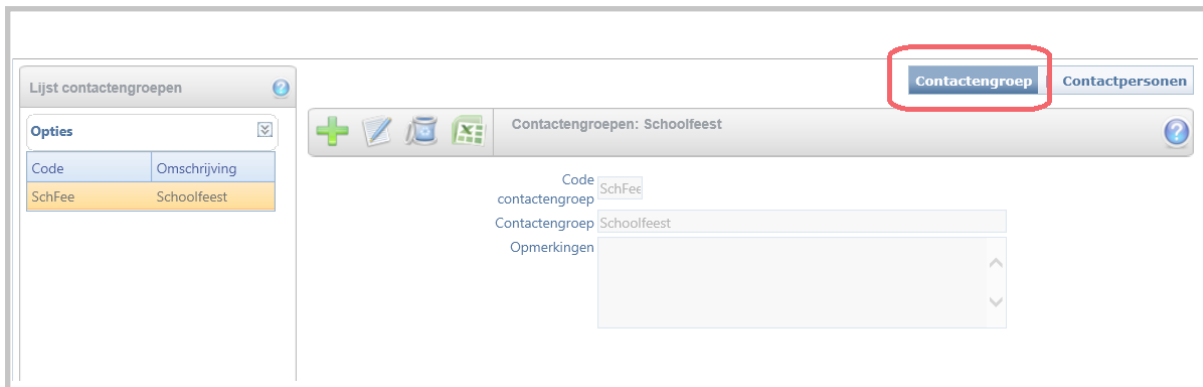 Contactengroep Contactpersonen
Lijst contactengroepen
Opties
Code Omschrijving
SchFee Schoolfeest
Contactengroepen: Schoolfeest
Code
contactengroep SchFee
Contactengroep Schoolfeest
Opmerkingen